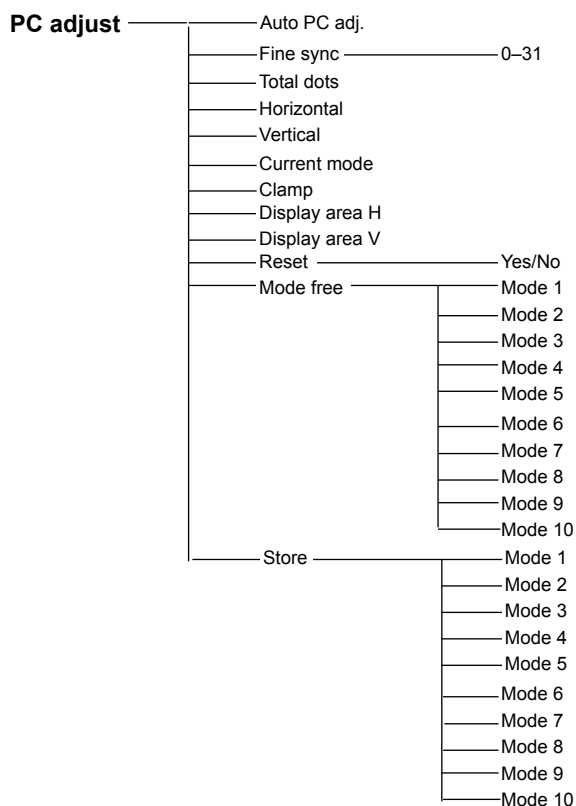 PC adjust Auto PC adj.
Fine sync 0–31
Total dots
Horizontal
Vertical
Current mode
Clamp
Display area H
Display area V
Reset Yes/No
Mode free Mode 1
Mode 2
Mode 3
Mode 4
Mode 5
Mode 6
Mode 7
Mode 8
Mode 9
Mode 10
Store Mode 1
Mode 2
Mode 3
Mode 4
Mode 5
Mode 6
Mode 7
Mode 8
Mode 9
Mode 10